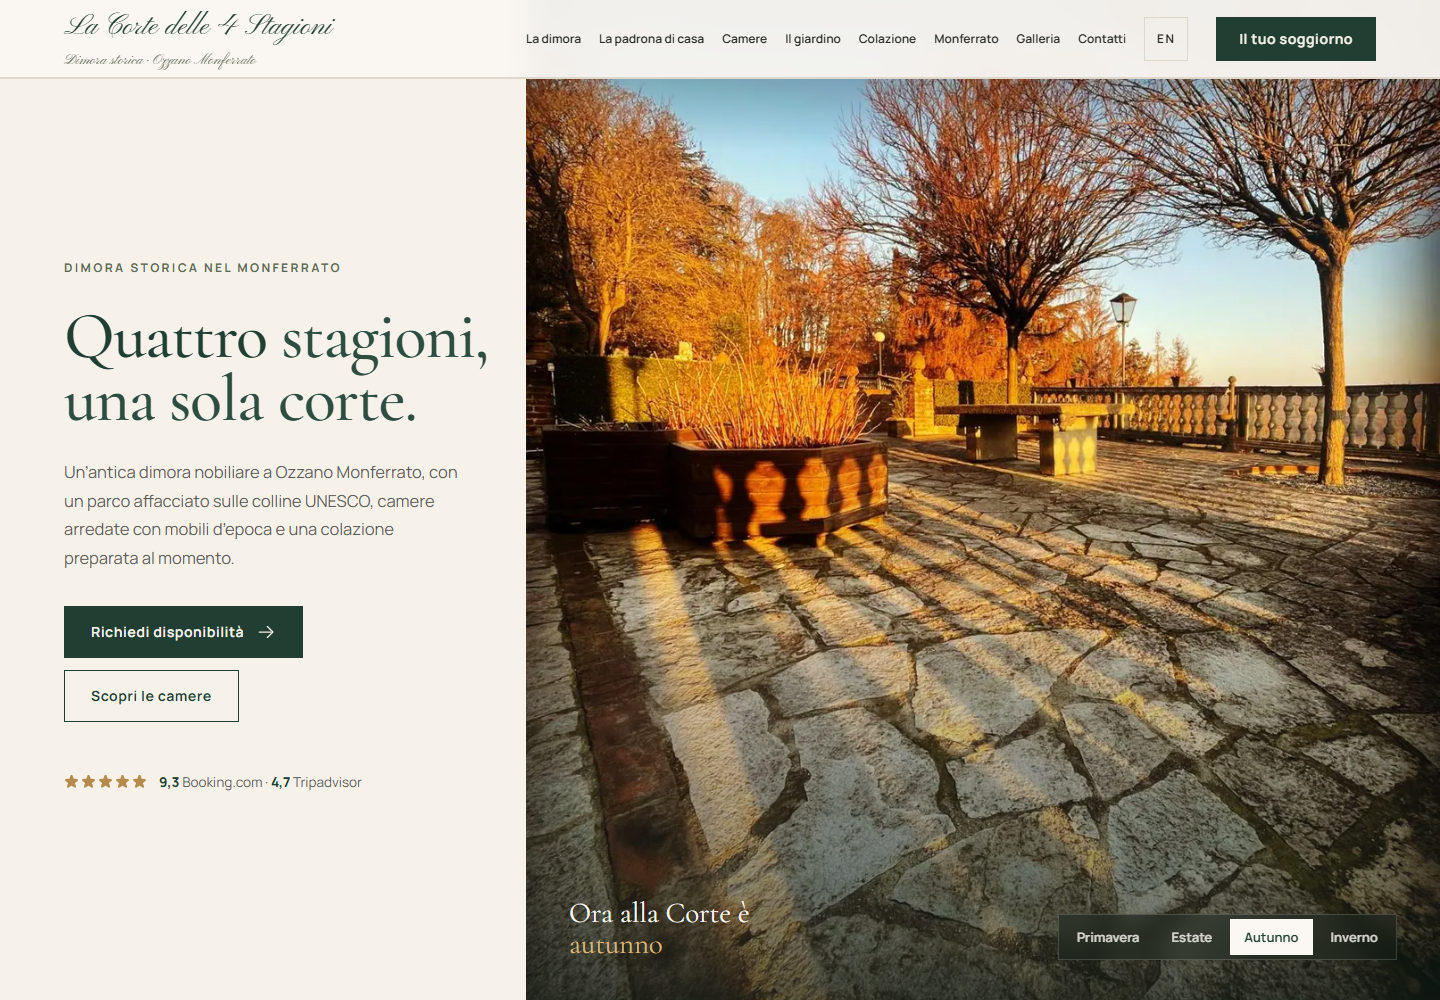 La Corte delle 4 Stagioni
Dimora storica - Ozzano Monferrato
La dimora La padrona di casa Camere Il giardino Colazione Monferrato Galleria Contatti EN Il tuo soggiorno
DIMORA STORICA NEL MONFERRATO
Quattro stagioni,
una sola corte.
Un'antica dimora nobiliare a Ozzano Monferrato, con
un parco affacciato sulle colline UNESCO, camere
arredate con mobili d'epoca e una colazione
preparata al momento.
Richiedi disponibilità →
Scopri le camere
9,3 Booking.com · 4,7 Tripadvisor
Ora alla Corte è
autunno
Primavera Estate Autunno Inverno